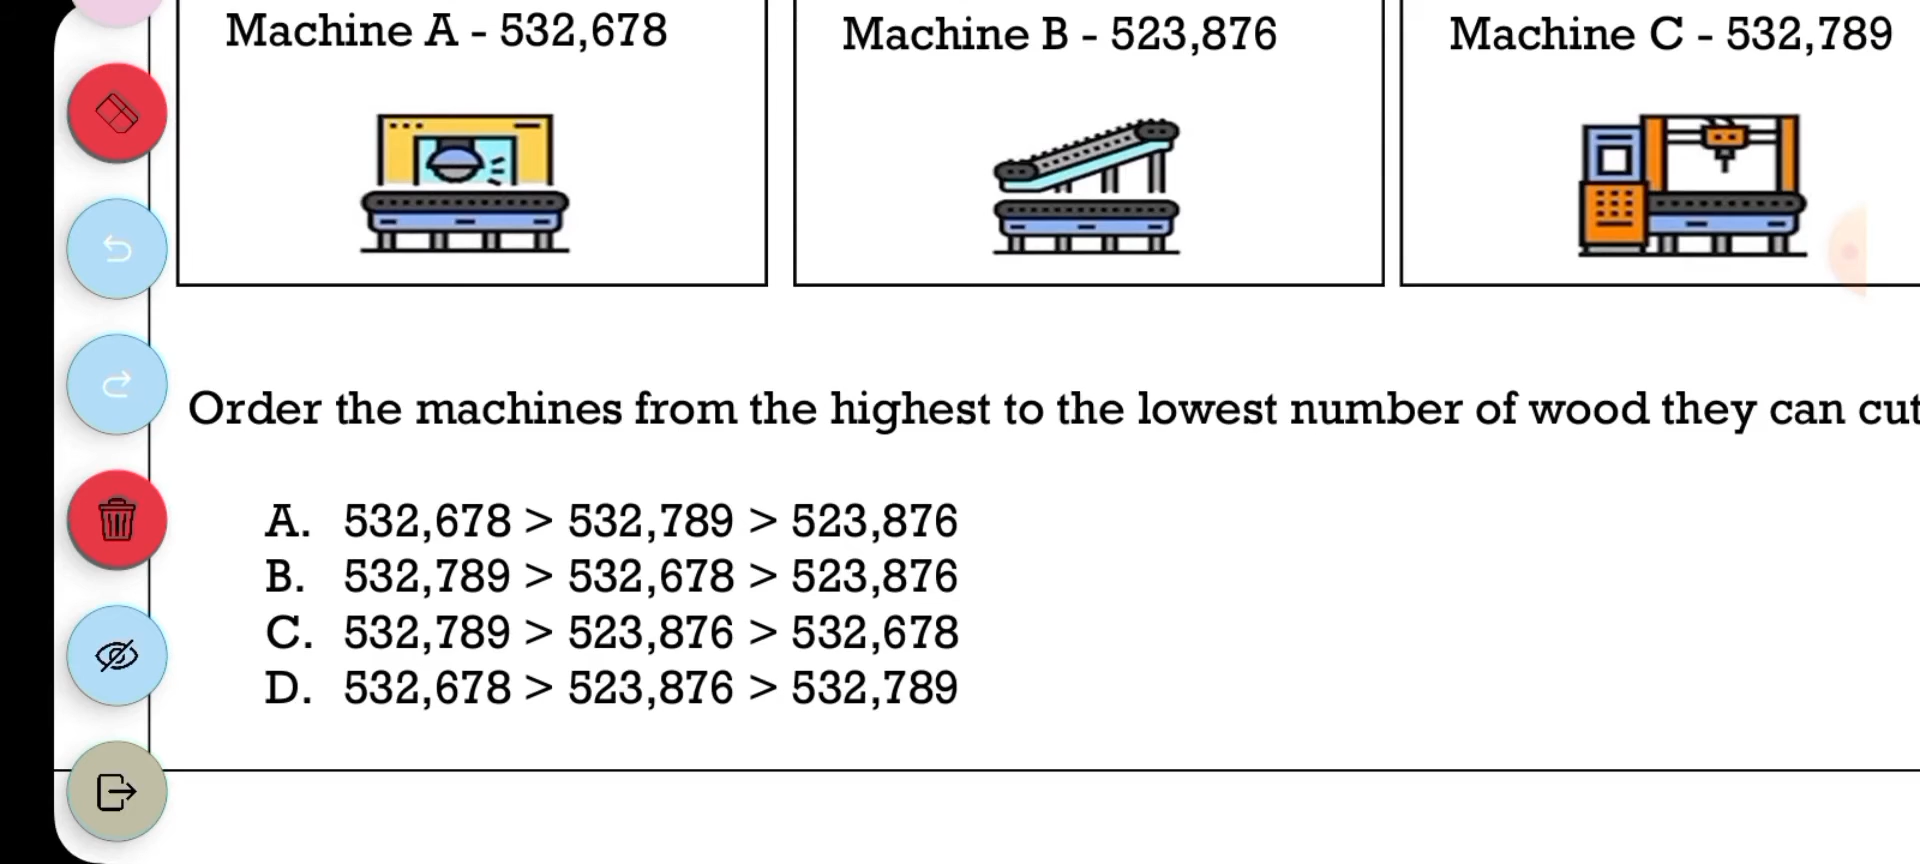 Machine A - 532,678
Machine B - 523,876
Machine C - 532,789
Order the machines from the highest to the lowest number of wood they can cut
A. 532,678 > 532,789 > 523,876
B. 532,789 > 532,678 > 523,876
C. 532,789 > 523,876 > 532,678
D. 532,678 > 523,876 > 532,789